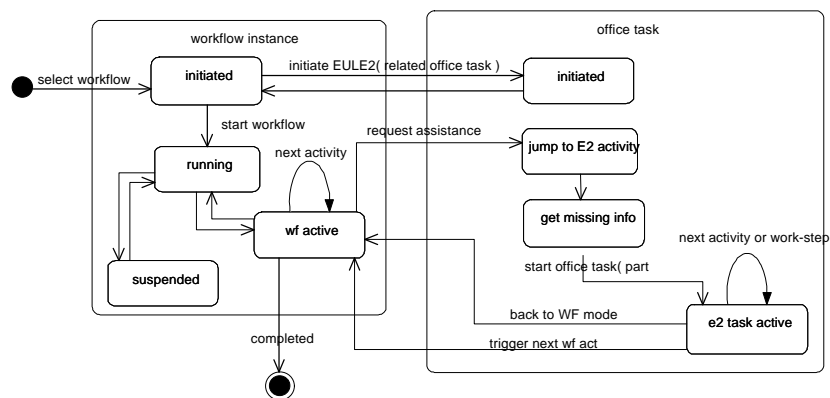 workflow instance
office task
select workflow
initiated
initiate EULE2( related office task )
initiated
start workflow
request assistance
next activity
running
jump to E2 activity
get missing info
wf active
next activity or work-step
suspended
start office task( part
back to WF mode
e2 task active
completed
trigger next wf act